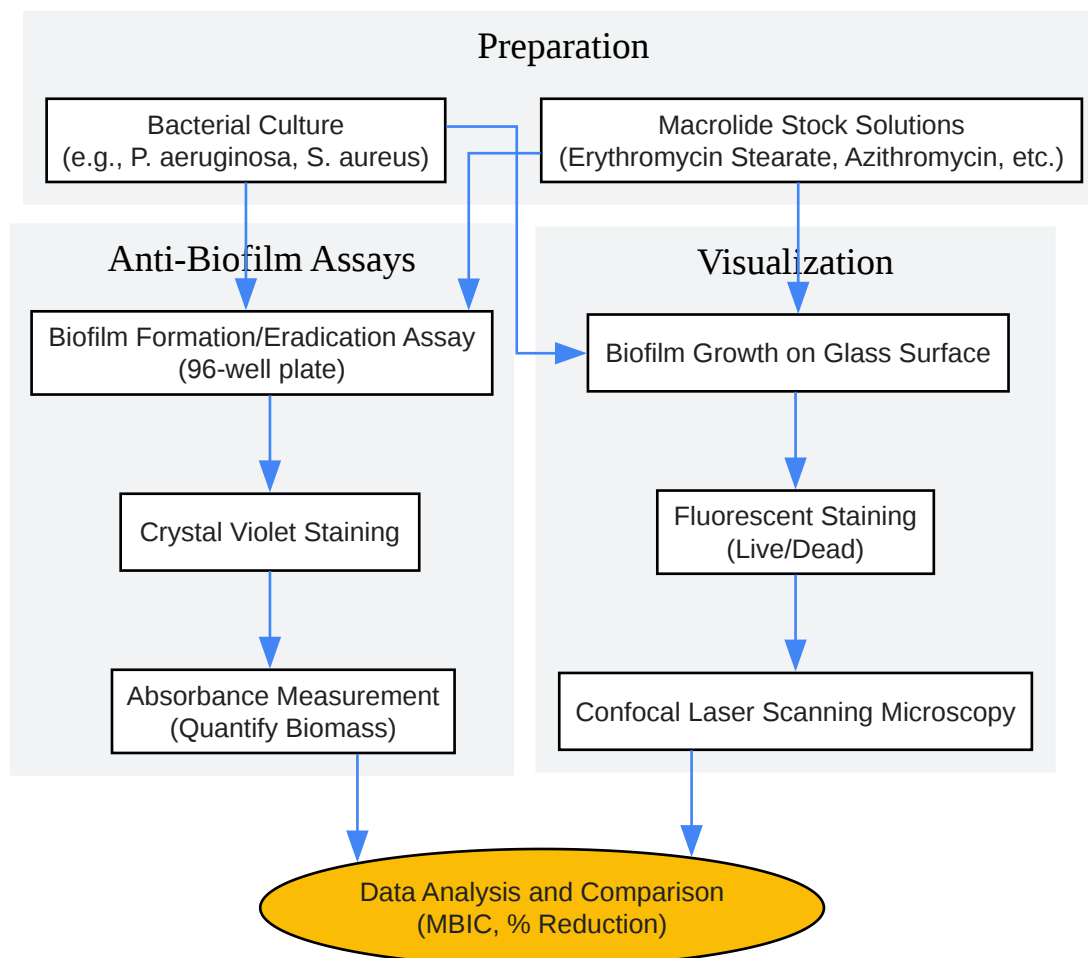 Preparation
Bacterial Culture
(e.g., P. aeruginosa, S. aureus)
Macrolide Stock Solutions
(Erythromycin Stearate, Azithromycin, etc.)
Anti-Biofilm Assays
Biofilm Formation/Eradication Assay
(96-well plate)
Crystal Violet Staining
Absorbance Measurement
(Quantify Biomass)
Visualization
Biofilm Growth on Glass Surface
Fluorescent Staining
(Live/Dead)
Confocal Laser Scanning Microscopy
Data Analysis and Comparison
(MBIC, % Reduction)